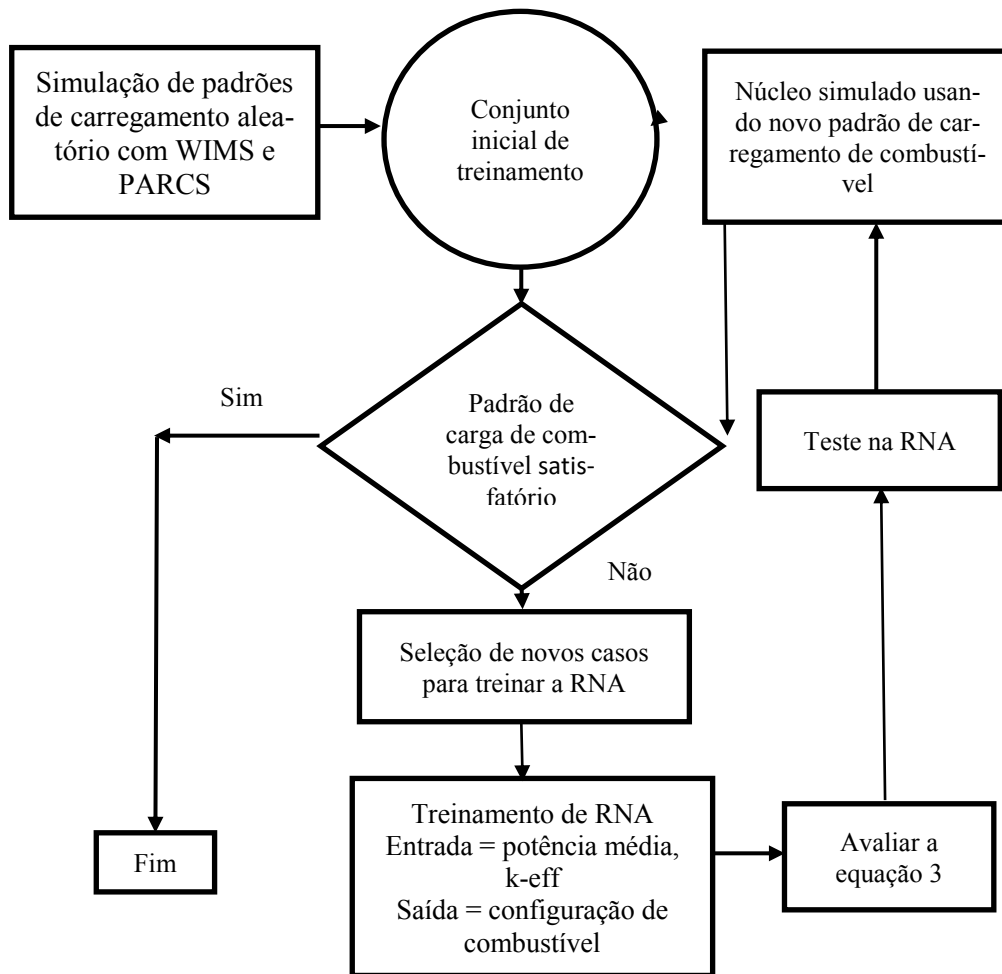 Simulação de padrões
de carregamento alea-
tório com WIMS e
PARCS
Conjunto
inicial de
treinamento
Núcleo simulado usan-
do novo padrão de car-
regamento de combustí-
vel
Sim
Padrão de
carga de com-
bustível satis-
fatório
Teste na RNA
Não
Seleção de novos casos
para treinar a RNA
Treinamento de RNA
Entrada = potência média,
k-eff
Saída = configuração de
combustível
Avaliar a
equação 3
Fim